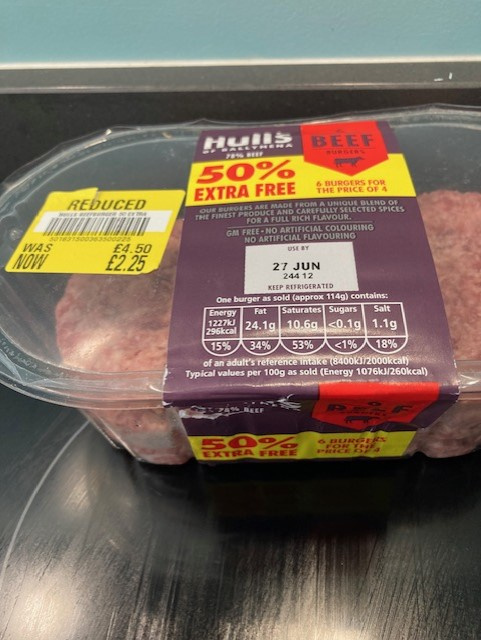 Hull's
OF BALLYMENA
78% BEEF
BEEF
BURGERS
50%
EXTRA FREE
6 BURGERS FOR
THE PRICE OF 4
OUR BURGERS ARE MADE FROM A UNIQUE BLEND OF
THE FINEST PRODUCE AND CAREFULLY SELECTED SPICES
FOR A FULL RICH FLAVOUR.
GM FREE • NO ARTIFICIAL COLOURING
NO ARTIFICIAL FLAVOURING
USE BY
27 JUN
244 12
KEEP REFRIGERATED
One burger as sold (approx 114g) contains:
Energy Fat Saturates Sugars Salt
1227kJ
296kcal 24.1g 10.6g <0.1g 1.1g
15% 34% 53% <1% 18%
of an adult's reference intake (8400kJ/2000kcal)
Typical values per 100g as sold (Energy 1076kJ/260kcal)
REDUCED
WAS £4.50
NOW £2.25
78% BEEF
BEEF
50%
EXTRA FREE
6 BURGERS
FOR THE
PRICE OF 4